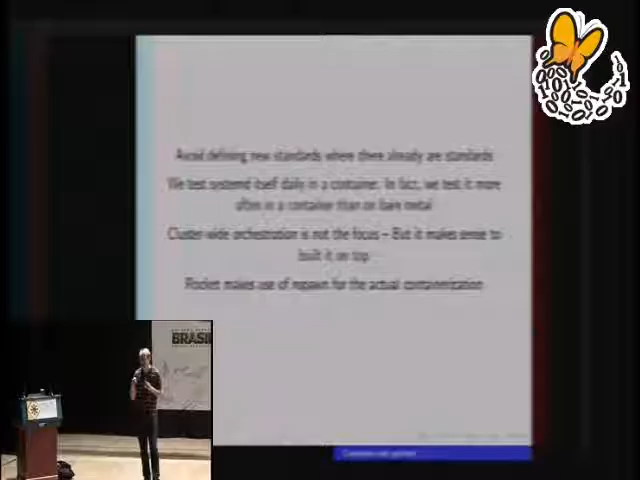 Avoid defining new standards where there already are standards
We test systemd itself daily in a container. In fact, we test it more
often in a container than on bare metal
Cluster-wide orchestration is not the focus – But it makes sense to
built it on top
Rocket makes use of nspawn for the actual containerization
BRASIL